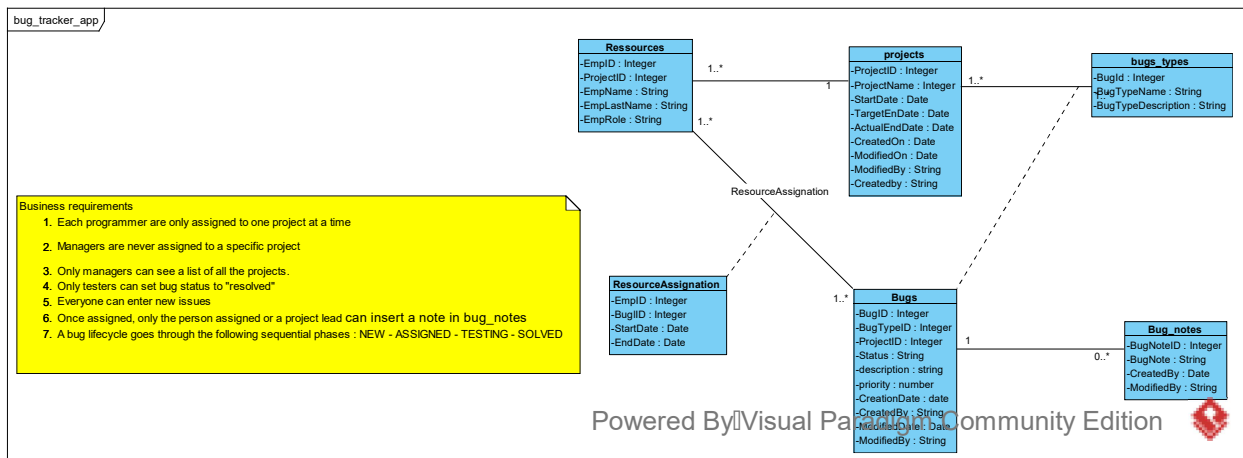 bug_tracker_app
Ressources
-EmpID : Integer
-ProjectID : Integer
-EmpName : String
-EmpLastName : String
-EmpRole : String
1..*
1
1..*
projects
-ProjectID : Integer
-ProjectName : Integer
-StartDate : Date
-TargetEnDate : Date
-ActualEndDate : Date
-CreatedOn : Date
-ModifiedOn : Date
-ModifiedBy : String
-Createdby : String
1..*
1..*
bugs_types
-BugId : Integer
-BugTypeName : String
-BugTypeDescription : String
ResourceAssignation
Business requirements
1. Each programmer are only assigned to one project at a time
2. Managers are never assigned to a specific project
3. Only managers can see a list of all the projects.
4. Only testers can set bug status to "resolved"
5. Everyone can enter new issues
6. Once assigned, only the person assigned or a project lead can insert a note in bug_notes
7. A bug lifecycle goes through the following sequential phases : NEW - ASSIGNED - TESTING - SOLVED
ResourceAssignation
-EmpID : Integer
-BugIID : Integer
-StartDate : Date
-EndDate : Date
1..*
Bugs
-BugID : Integer
-BugTypeID : Integer
-ProjectID : Integer
-Status : String
-description : string
-priority : number
-CreationDate : date
-CreatedBy : String
-ModifiedDate : Date
-ModifiedBy : String
1
0..*
Bug_notes
-BugNoteID : Integer
-BugNote : String
-CreatedBy : Date
-ModifiedBy : String
Powered By Visual Paradigm Community Edition